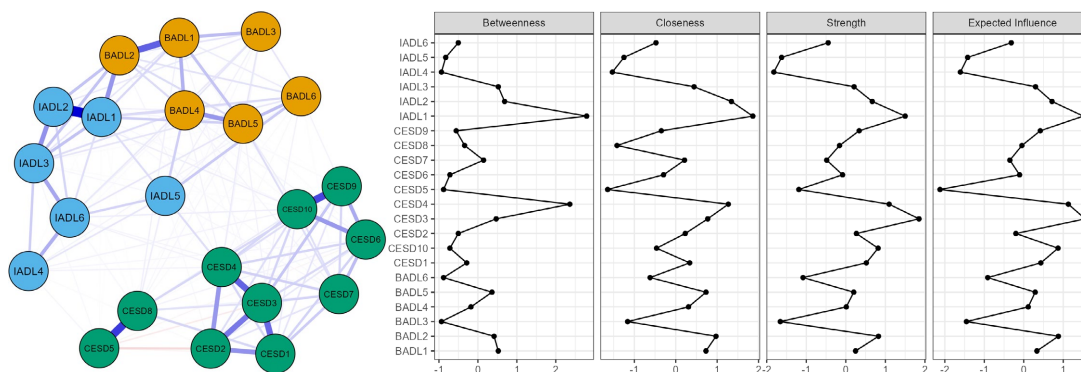 BADL1
BADL3
BADL2
BADL6
IADL2
IADL1
BADL4
BADL5
IADL3
IADL5
CESD9
CESD10
IADL6
CESD6
IADL4
CESD4
CESD7
CESD3
CESD8
CESD5
CESD2
CESD1
Betweenness Closeness Strength Expected Influence
IADL6
IADL5
IADL4
IADL3
IADL2
IADL1
CESD9
CESD8
CESD7
CESD6
CESD5
CESD4
CESD3
CESD2
CESD10
CESD1
BADL6
BADL5
BADL4
BADL3
BADL2
BADL1
-1 0 1 2 -1 0 1 2 -1 0 1 2 -2 -1 0 1